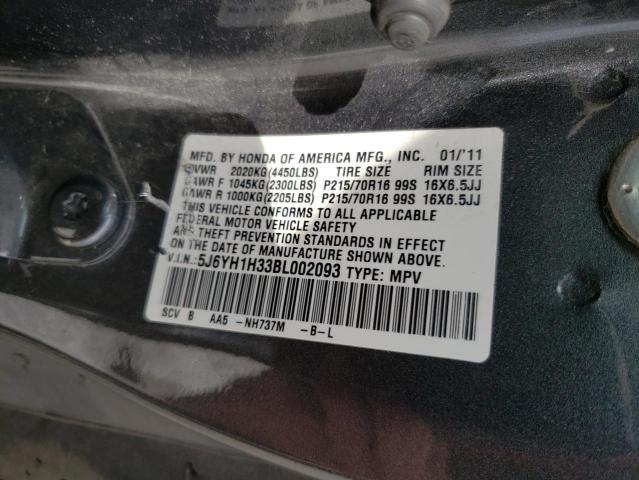 MFD. BY HONDA OF AMERICA MFG., INC. 01/'11
GVWR 2020KG(4450LBS) TIRE SIZE RIM SIZE
GAWR F 1045KG(2300LBS) P215/70R16 99S 16X6.5JJ
GAWR R 1000KG(2205LBS) P215/70R16 99S 16X6.5JJ
THIS VEHICLE CONFORMS TO ALL APPLICABLE
FEDERAL MOTOR VEHICLE SAFETY
AND THEFT PREVENTION STANDARDS IN EFFECT
ON THE DATE OF MANUFACTURE SHOWN ABOVE.
V.I.N.:5J6YH1H33BL002093 TYPE: MPV
SCV B AA5 -NH737M -B-L